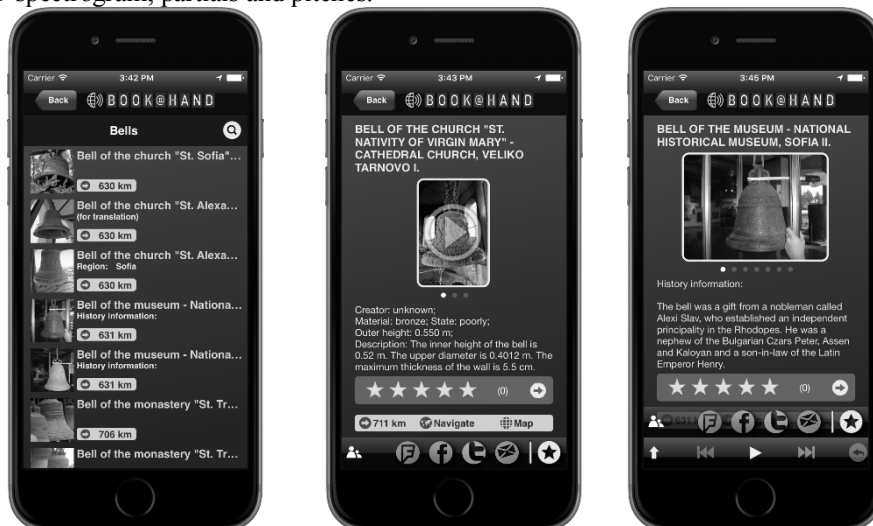 spectrogram, partials and pitches.
Carrier 3:42 PM
Back BOOK@HAND
Bells
Bell of the church "St. Sofia"...
630 km
Bell of the church "St. Alexa...
(for translation)
630 km
Bell of the church "St. Alexa...
Region: Sofia
630 km
Bell of the museum - Nationa...
History information:
631 km
Bell of the museum - Nationa...
History information:
631 km
Bell of the monastery "St. Tr...
706 km
Bell of the monastery "St. Tr...
Carrier 3:43 PM
Back BOOK@HAND
BELL OF THE CHURCH "ST.
NATIVITY OF VIRGIN MARY" -
CATHEDRAL CHURCH, VELIKO
TARNOVO I.
Creator: unknown;
Material: bronze; State: poorly;
Outer height: 0.550 m;
Description: The inner height of the bell is
0.52 m. The upper diameter is 0.4012 m. The
maximum thickness of the wall is 5.5 cm.
(0)
711 km Navigate Map
Carrier 3:45 PM
Back BOOK@HAND
BELL OF THE MUSEUM - NATIONAL
HISTORICAL MUSEUM, SOFIA II.
History information:
The bell was a gift from a nobleman called
Alexi Slav, who established an independent
principality in the Rhodopes. He was a
nephew of the Bulgarian Czars Peter, Assen
and Kaloyan and a son-in-law of the Latin
Emperor Henry.
(0)